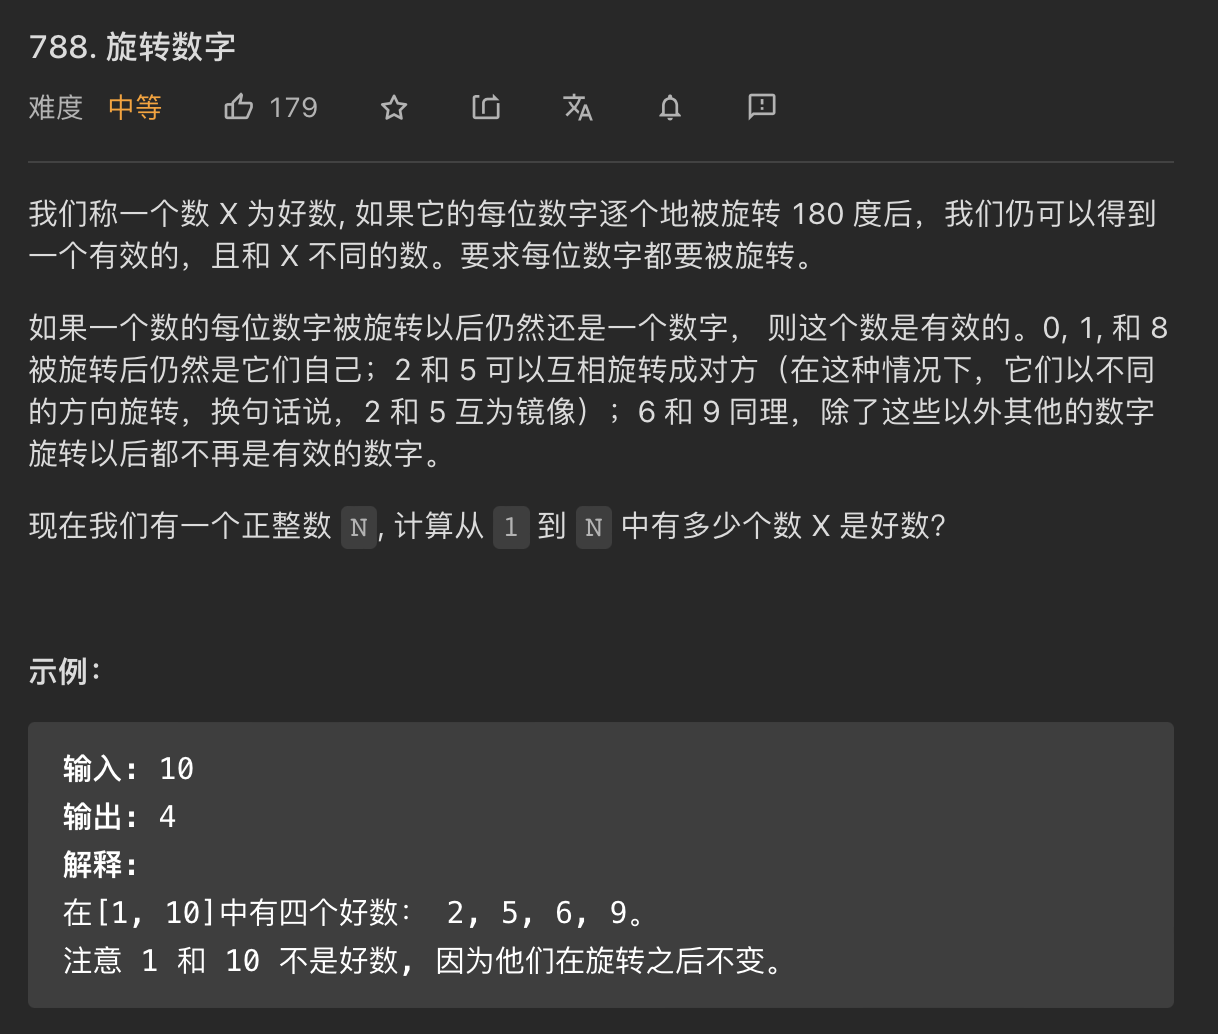 788. 旋转数字
难度 中等 179
我们称一个数 X 为好数, 如果它的每位数字逐个地被旋转 180 度后，我们仍可以得到
一个有效的，且和 X 不同的数。要求每位数字都要被旋转。
如果一个数的每位数字被旋转以后仍然还是一个数字， 则这个数是有效的。0, 1, 和 8
被旋转后仍然是它们自己；2 和 5 可以互相旋转成对方（在这种情况下，它们以不同
的方向旋转，换句话说，2 和 5 互为镜像）；6 和 9 同理，除了这些以外其他的数字
旋转以后都不再是有效的数字。
现在我们有一个正整数 N, 计算从 1 到 N 中有多少个数 X 是好数?
示例：
输入: 10
输出: 4
解释:
在[1, 10]中有四个好数： 2, 5, 6, 9。
注意 1 和 10 不是好数, 因为他们在旋转之后不变。